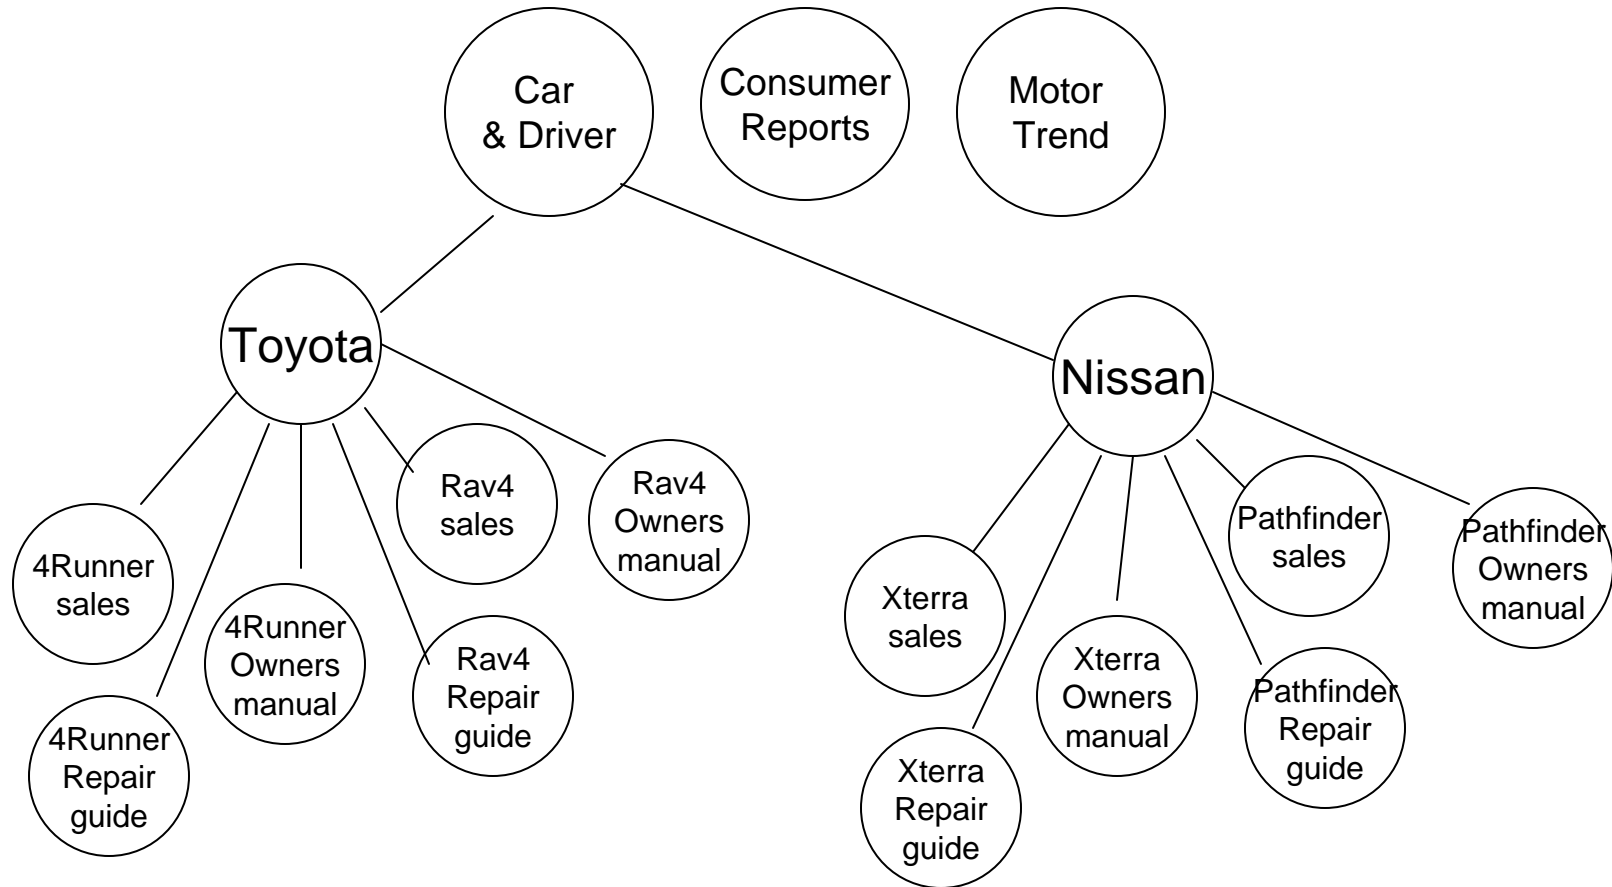 Car
& Driver
Consumer
Reports
Motor
Trend
Toyota
Nissan
Rav4
sales
Rav4
Owners
manual
4Runner
sales
4Runner
Owners
manual
Rav4
Repair
guide
4Runner
Repair
guide
Pathfinder
sales
Pathfinder
Owners
manual
Xterra
sales
Xterra
Owners
manual
Pathfinder
Repair
guide
Xterra
Repair
guide